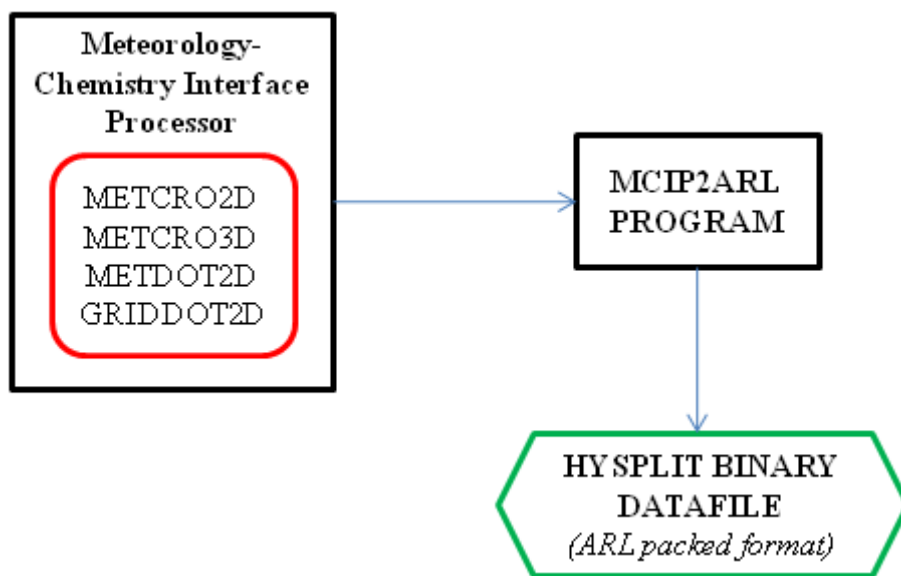 Meteorology-
Chemistry Interface
Processor
METCRO2D
METCRO3D
METDOT2D
GRIDDOT2D
MCIP2ARL
PROGRAM
HYSPLIT BINARY
DATAFILE
(ARL packed format)